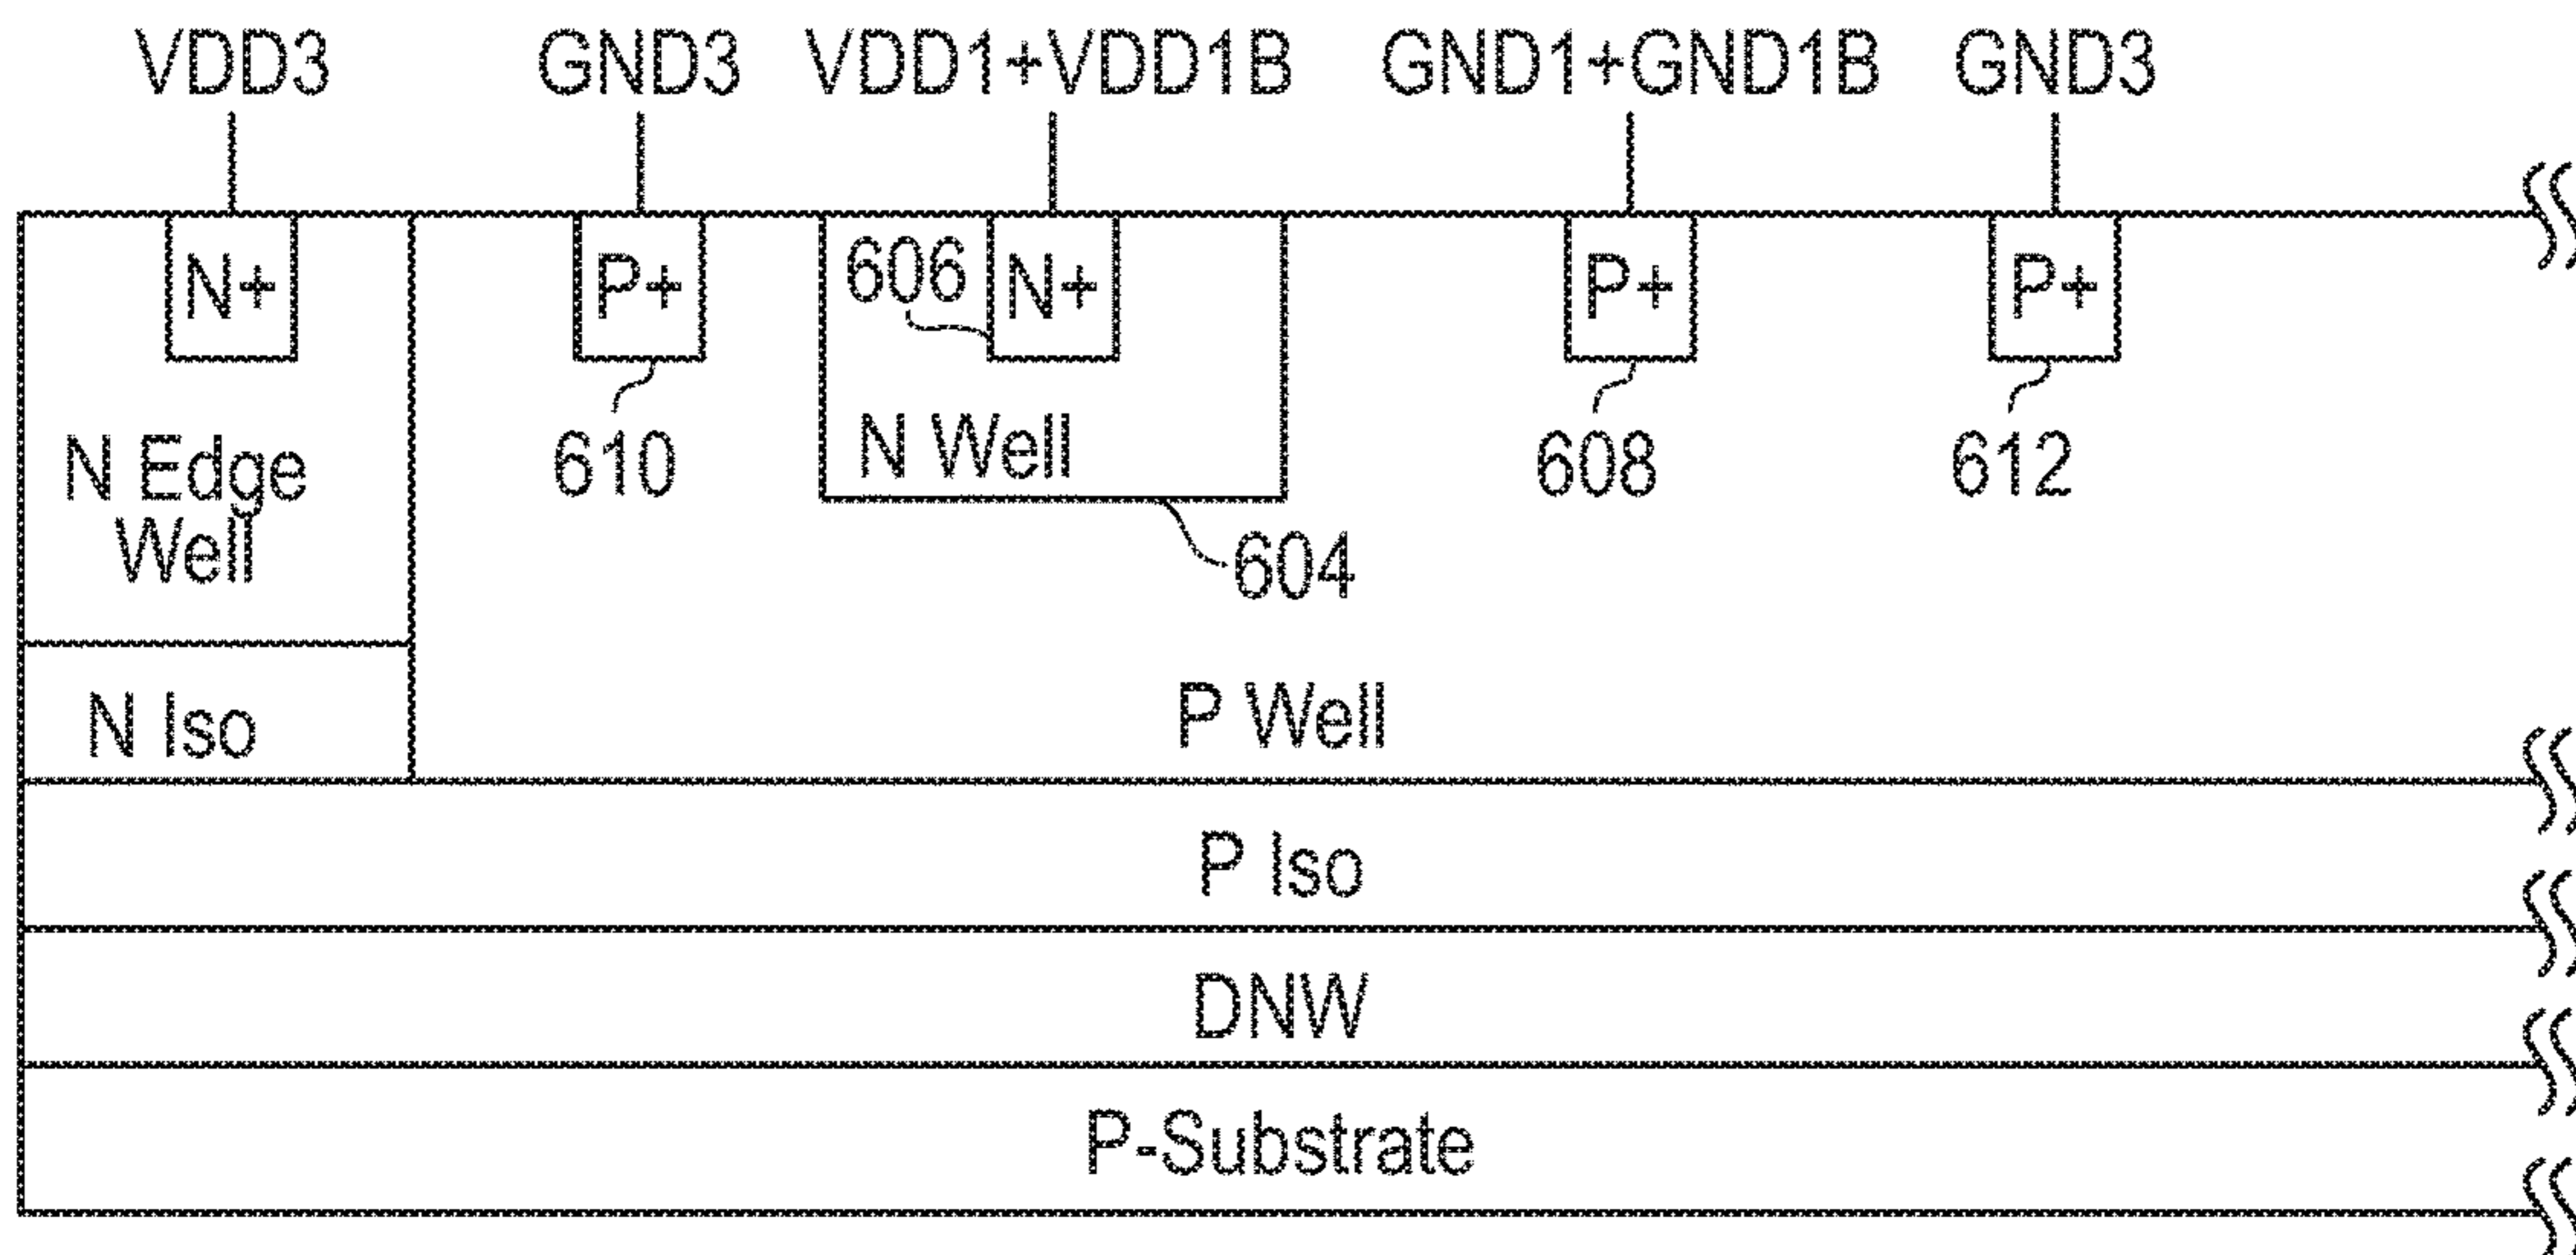 VDD3 GND3 VDD1+VDD1B GND1+GND1B GND3
N+ P+ 606 N+ P+ P+
N Edge
Well
610 N Well 608 612
604
N Iso P Well
P Iso
DNW
P-Substrate